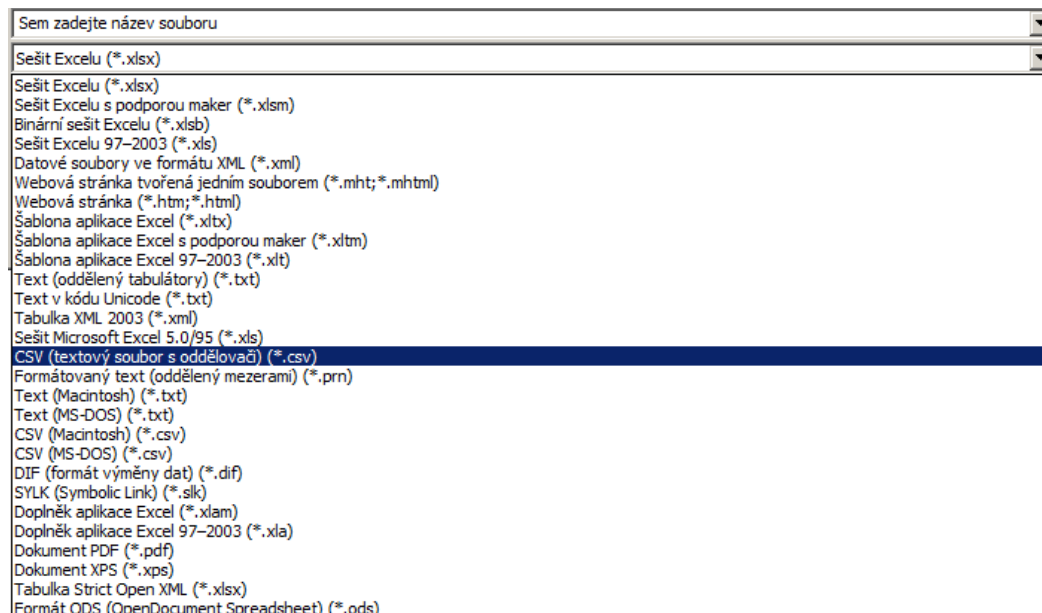 Sem zadejte název souboru
Sešit Excelu (*.xlsx)
Sešit Excelu (*.xlsx)
Sešit Excelu s podporou maker (*.xlsm)
Binární sešit Excelu (*.xlsb)
Sešit Excelu 97–2003 (*.xls)
Datové soubory ve formátu XML (*.xml)
Webová stránka tvořená jedním souborem (*.mht;*.mhtml)
Webová stránka (*.htm;*.html)
Šablona aplikace Excel (*.xltx)
Šablona aplikace Excel s podporou maker (*.xltm)
Šablona aplikace Excel 97–2003 (*.xlt)
Text (oddělený tabulátory) (*.txt)
Text v kódu Unicode (*.txt)
Tabulka XML 2003 (*.xml)
Sešit Microsoft Excel 5.0/95 (*.xls)
CSV (textový soubor s oddělovači) (*.csv)
Formátovaný text (oddělený mezerami) (*.prn)
Text (Macintosh) (*.txt)
Text (MS-DOS) (*.txt)
CSV (Macintosh) (*.csv)
CSV (MS-DOS) (*.csv)
DIF (formát výměny dat) (*.dif)
SYLK (Symbolic Link) (*.slk)
Doplněk aplikace Excel (*.xlam)
Doplněk aplikace Excel 97–2003 (*.xla)
Dokument PDF (*.pdf)
Dokument XPS (*.xps)
Tabulka Strict Open XML (*.xlsx)
Formát ODS (OpenDocument Spreadsheet) (*.ods)